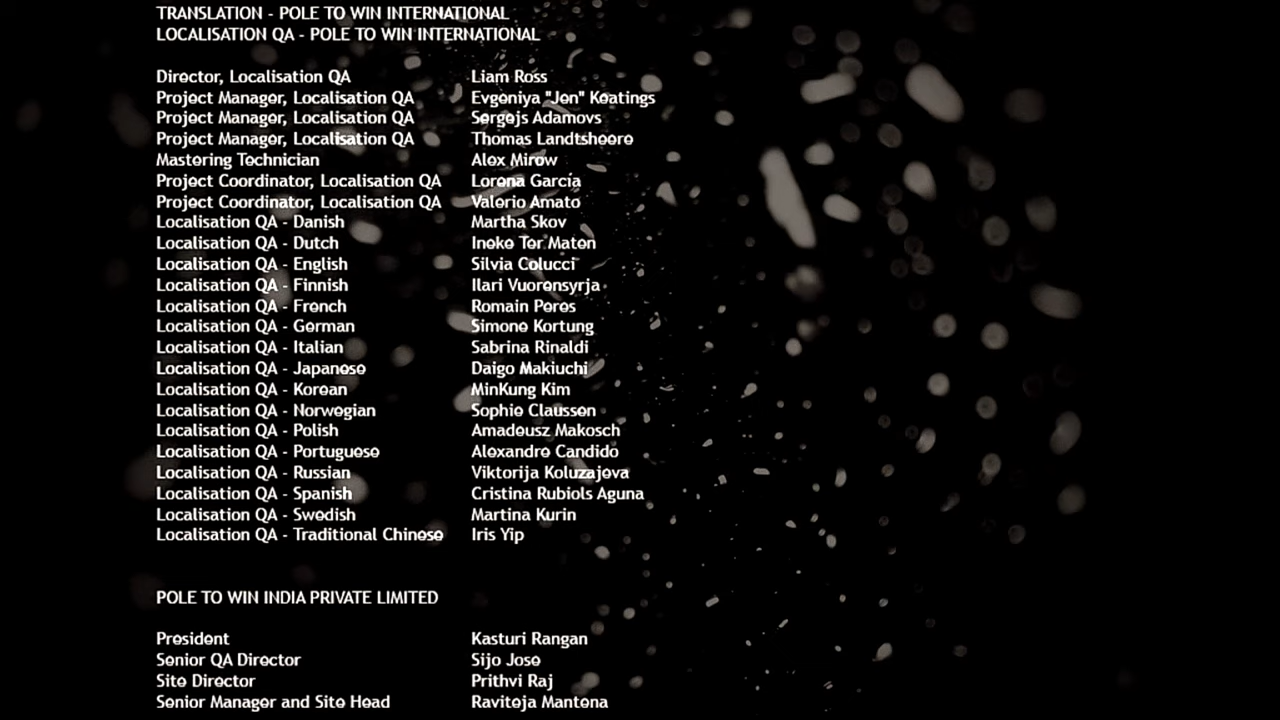 TRANSLATION - POLE TO WIN INTERNATIONAL
LOCALISATION QA - POLE TO WIN INTERNATIONAL
Director, Localisation QA Liam Ross
Project Manager, Localisation QA Evgeniya "Jen" Keatings
Project Manager, Localisation QA Sergejs Adamovs
Project Manager, Localisation QA Thomas Landtsheere
Mastering Technician Alex Mirow
Project Coordinator, Localisation QA Lorena García
Project Coordinator, Localisation QA Valerio Amato
Localisation QA - Danish Martha Skov
Localisation QA - Dutch Ineke Ter Maten
Localisation QA - English Silvia Colucci
Localisation QA - Finnish Ilari Vuorensyrja
Localisation QA - French Romain Peres
Localisation QA - German Simone Kortung
Localisation QA - Italian Sabrina Rinaldi
Localisation QA - Japanese Daigo Makiuchi
Localisation QA - Korean MinKung Kim
Localisation QA - Norwegian Sophie Claussen
Localisation QA - Polish Amadeusz Makosch
Localisation QA - Portuguese Alexandre Candido
Localisation QA - Russian Viktorija Koluzajeva
Localisation QA - Spanish Cristina Rubiols Aguna
Localisation QA - Swedish Martina Kurin
Localisation QA - Traditional Chinese Iris Yip
POLE TO WIN INDIA PRIVATE LIMITED
President Kasturi Rangan
Senior QA Director Sijo Jose
Site Director Prithvi Raj
Senior Manager and Site Head Raviteja Mantena